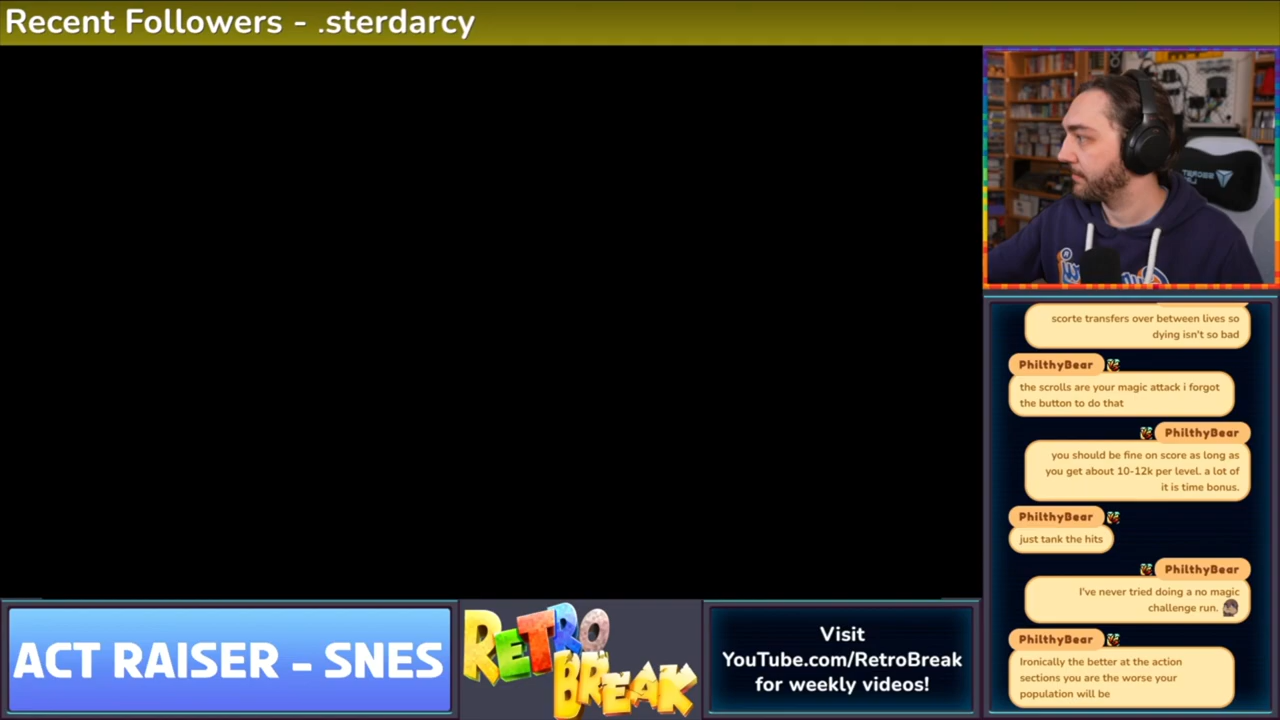 Recent Followers - .sterdarcy
scorte transfers over between lives so
dying isn't so bad
PhilthyBear
the scrolls are your magic attack i forgot
the button to do that
PhilthyBear
you should be fine on score as long as
you get about 10-12k per level. a lot of
it is time bonus.
PhilthyBear
just tank the hits
PhilthyBear
I've never tried doing a no magic
challenge run.
PhilthyBear
Ironically the better at the action
sections you are the worse your
population will be
ACT RAISER - SNES
RETRO
BREAK
Visit
YouTube.com/RetroBreak
for weekly videos!